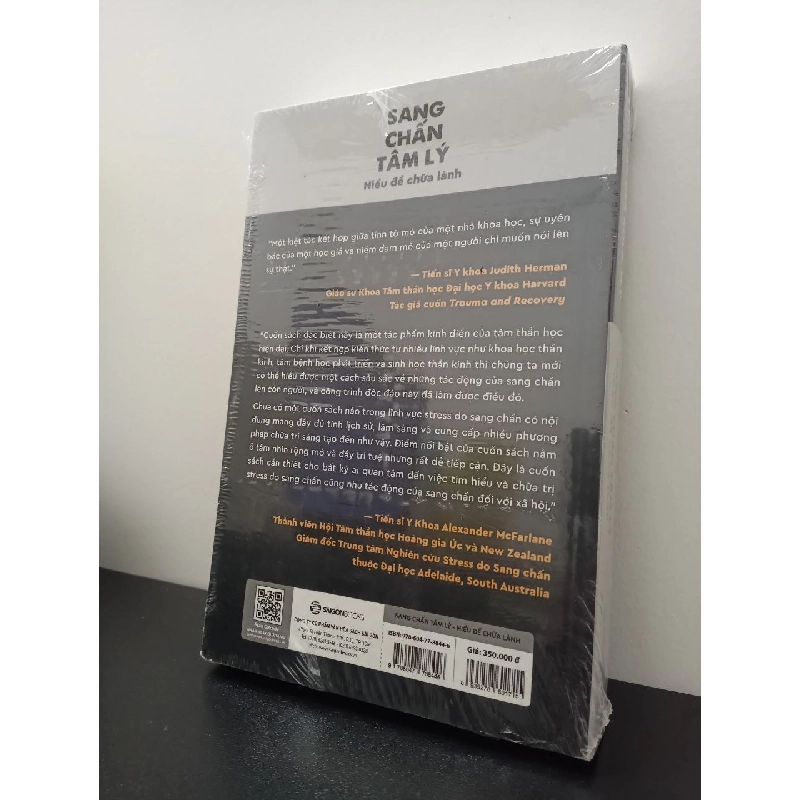 SANG
CHẤN
TÂM LÝ
Hiểu để chữa lành
"Một kiệt tác kết hợp giữa tính tò mò của một nhà khoa học, sự uyên
bác của một học giả và niềm đam mê của một người chỉ muốn nói lên
sự thật."
— Tiến sĩ Y khoa Judith Herman
Giáo sư Khoa Tâm thần học Đại học Y khoa Harvard
Tác giả cuốn Trauma and Recovery
"Cuốn sách đặc biệt này là một tác phẩm kinh điển của tâm thần học
hiện đại. Chỉ khi kết hợp kiến thức từ nhiều lĩnh vực như khoa học thần
kinh, tâm bệnh học phát triển và sinh học thần kinh thì chúng ta mới
có thể hiểu được một cách sâu sắc về những tác động của sang chấn
lên con người, và công trình độc đáo này đã làm được điều đó.
Chưa có một cuốn sách nào trong lĩnh vực stress do sang chấn có nội
dung mang đầy đủ tính lịch sử, lâm sàng và cung cấp nhiều phương
pháp chữa trị sáng tạo đến như vậy. Điểm nổi bật của cuốn sách nằm
ở tầm nhìn rộng mở và đầy trí tuệ nhưng rất dễ tiếp cận. Đây là cuốn
sách cần thiết cho bất kỳ ai quan tâm đến việc tìm hiểu và chữa trị
stress do sang chấn cũng như tác động của sang chấn đối với xã hội."
— Tiến sĩ Y Khoa Alexander McFarlane
Thành viên Nội Tâm thần học Hoàng gia Úc và New Zealand
Giám đốc Trung tâm Nghiên cứu Stress do Sang chấn
thuộc Đại học Adelaide, South Australia
SAIGONBOOKS
SANG CHẤN TÂM LÝ - HIỂU ĐỂ CHỮA LÀNH
Giá: 350.000 đ